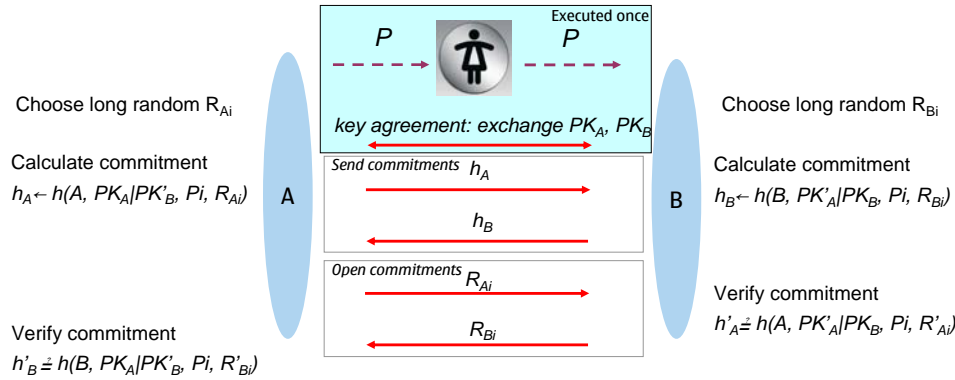 Executed once
P P
Choose long random R_Ai
Choose long random R_Bi
key agreement: exchange PK_A, PK_B
Calculate commitment
h_A ← h(A, PK_A|PK'_B, Pi, R_Ai)
A
Send commitments
h_A
h_B
B
Calculate commitment
h_B ← h(B, PK'_A|PK_B, Pi, R_Bi)
Open commitments
R_Ai
R_Bi
Verify commitment
h'_A ≟ h(A, PK'_A|PK_B, Pi, R'_Ai)
Verify commitment
h'_B ≟ h(B, PK_A|PK'_B, Pi, R'_Bi)